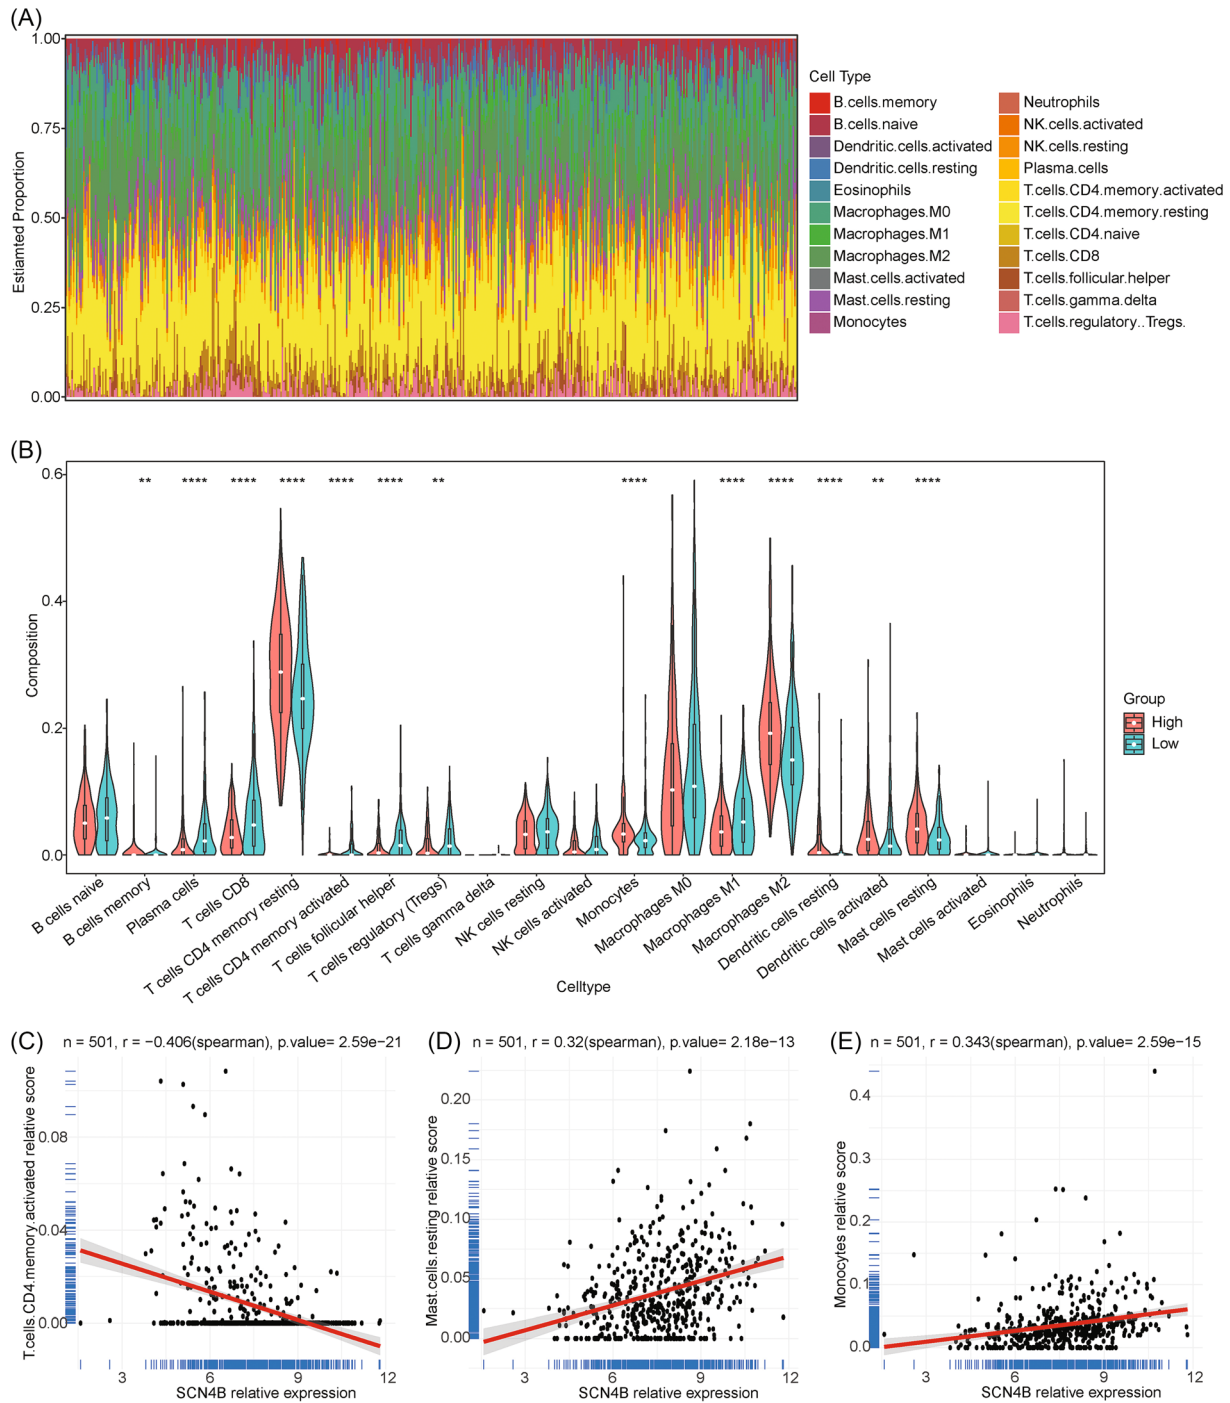 (A)
1.00
0.75
0.50
0.25
0.00
Estiamted Proportion
Cell Type
B.cells.memory
B.cells.naive
Dendritic.cells.activated
Dendritic.cells.resting
Eosinophils
Macrophages.M0
Macrophages.M1
Macrophages.M2
Mast.cells.activated
Mast.cells.resting
Monocytes
Neutrophils
NK.cells.activated
NK.cells.resting
Plasma.cells
T.cells.CD4.memory.activated
T.cells.CD4.memory.resting
T.cells.CD4.naive
T.cells.CD8
T.cells.follicular.helper
T.cells.gamma.delta
T.cells.regulatory..Tregs.
(B)
0.6
0.4
0.2
0.0
Composition
** **** **** **** **** **** ** **** **** **** **** ** ****
B cells naive
B cells memory
Plasma cells
T cells CD8
T cells CD4 memory resting
T cells CD4 memory activated
T cells follicular helper
T cells regulatory (Tregs)
T cells gamma delta
NK cells resting
NK cells activated
Monocytes
Macrophages M0
Macrophages M1
Macrophages M2
Dendritic cells resting
Dendritic cells activated
Mast cells resting
Mast cells activated
Eosinophils
Neutrophils
Celltype
Group
High
Low
(C)
n = 501, r = −0.406(spearman), p.value= 2.59e−21
T.cells.CD4.memory.activated relative score
0.08
0.04
0.00
3 6 9 12
SCN4B relative expression
(D)
n = 501, r = 0.32(spearman), p.value= 2.18e−13
Mast.cells.resting relative score
0.20
0.15
0.10
0.05
0.00
3 6 9 12
SCN4B relative expression
(E)
n = 501, r = 0.343(spearman), p.value= 2.59e−15
Monocytes relative score
0.4
0.3
0.2
0.1
0.0
3 6 9 12
SCN4B relative expression